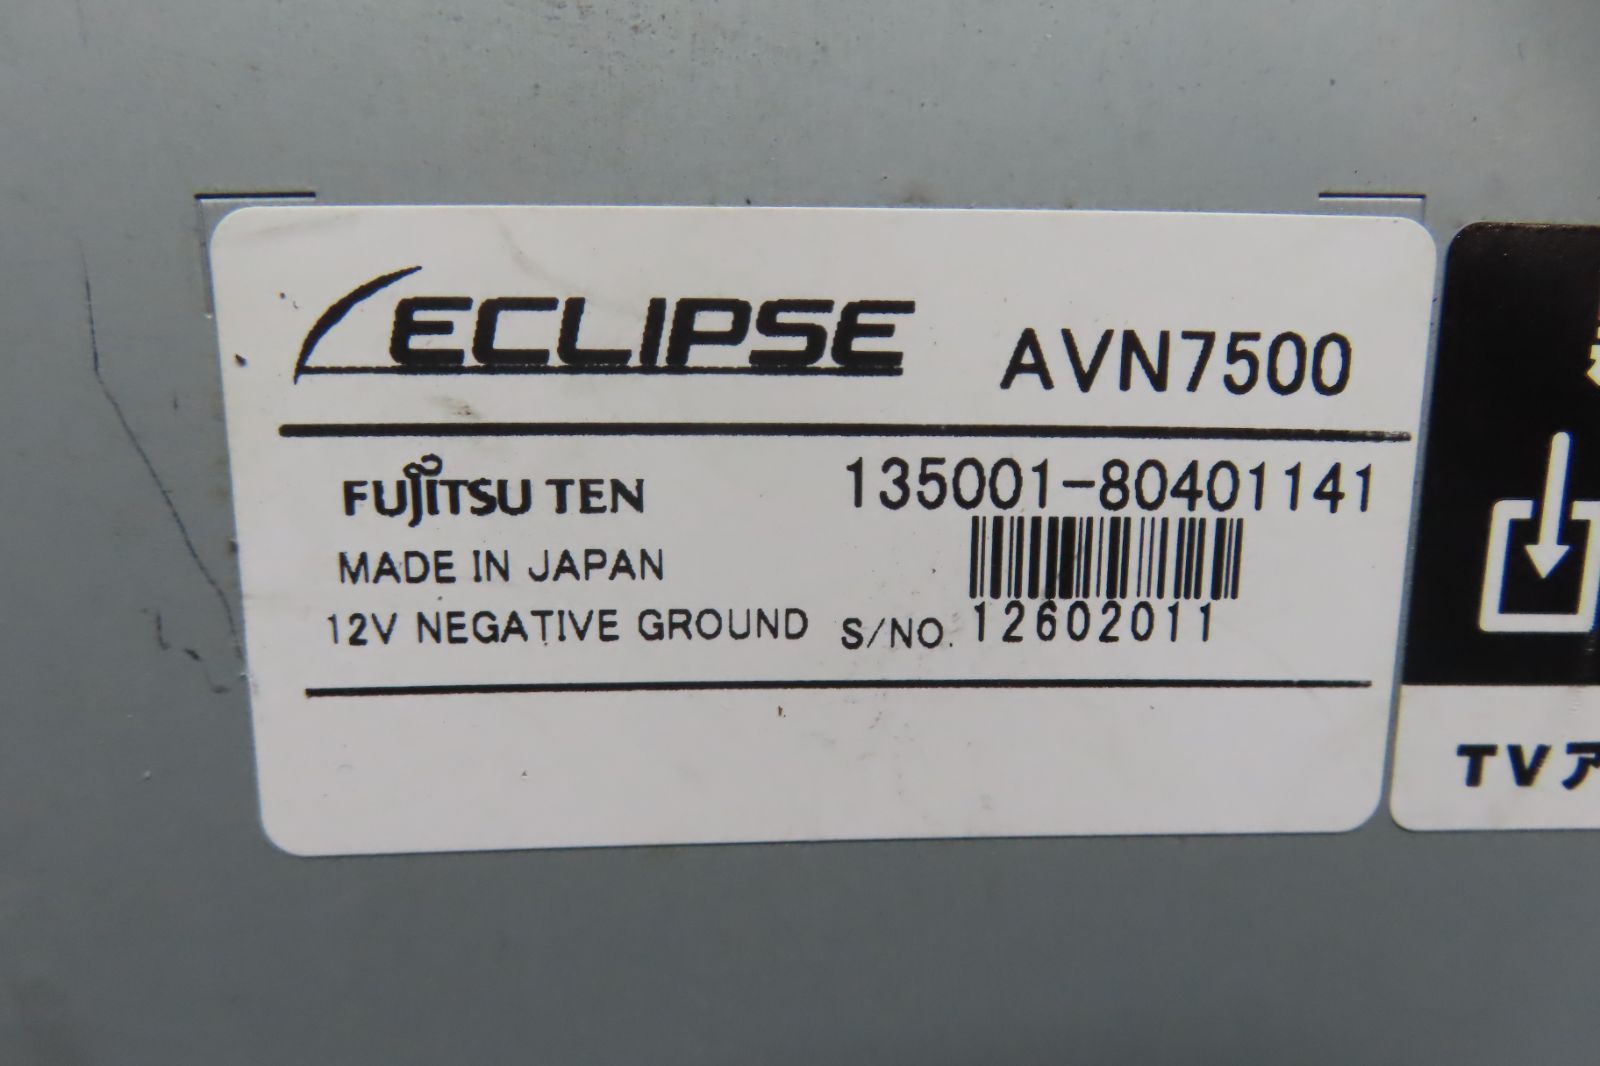 ECLIPSE AVN7500
FUJITSU TEN 135001-80401141
MADE IN JAPAN
12V NEGATIVE GROUND S/NO. 12602011
TVア